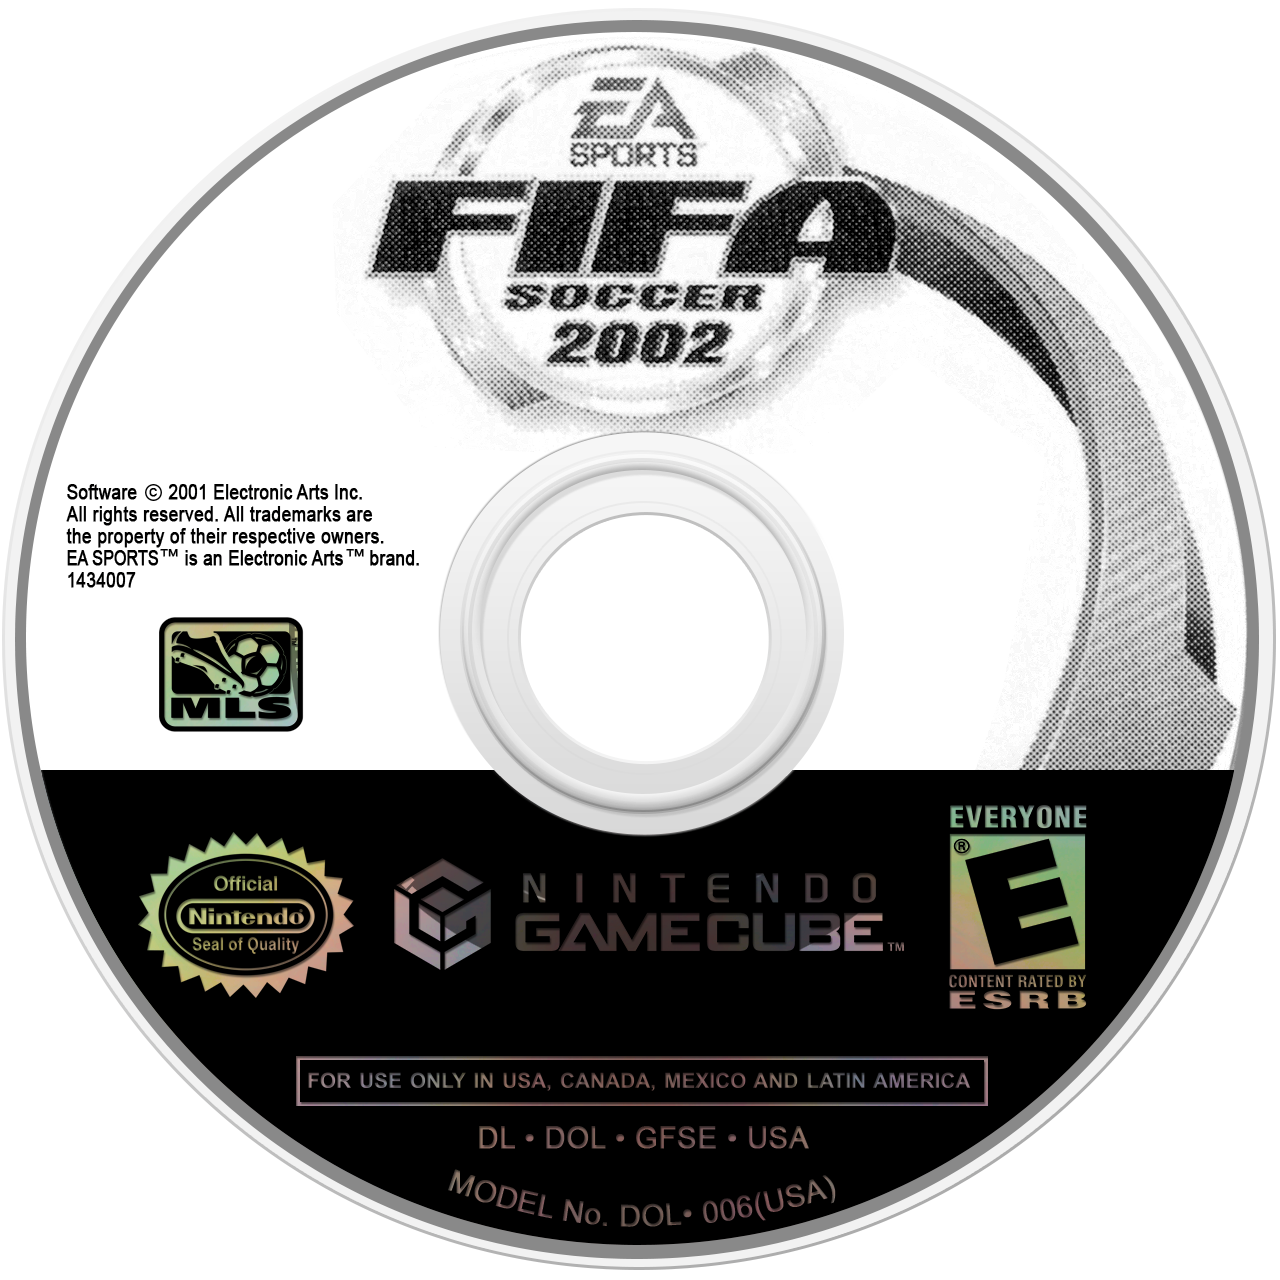 EA
SPORTS
FIFA
SOCCER
2002
Software © 2001 Electronic Arts Inc.
All rights reserved. All trademarks are
the property of their respective owners.
EA SPORTS™ is an Electronic Arts™ brand.
1434007
MLS
Official
Nintendo®
Seal of Quality
NINTENDO
GAMECUBE™
EVERYONE
®
E
CONTENT RATED BY
ESRB
FOR USE ONLY IN USA, CANADA, MEXICO AND LATIN AMERICA
DL • DOL • GFSE • USA
MODEL No. DOL• 006(USA)